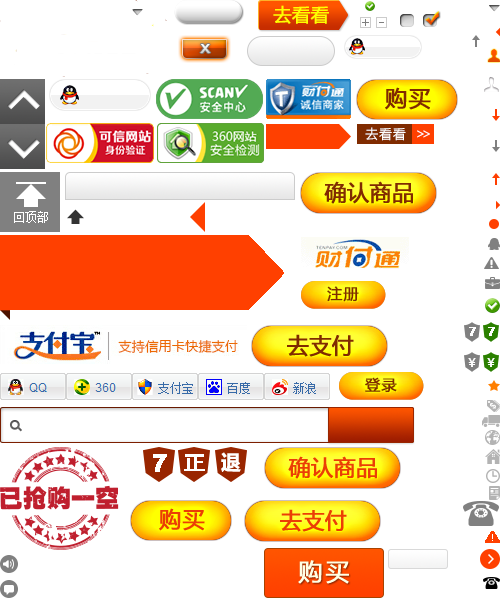 去看看
x
SCANV
安全中心
财付通
诚信商家
购买
可信网站
身份验证
360网站
安全检测
去看看 >>
回顶部
确认商品
TENPAY.COM
财付通
注册
支付宝™
支持信用卡快捷支付
去支付
QQ
360
支付宝
百度
新浪
登录
7 正 退
确认商品
已抢购一空
购买
去支付
购买
7 7
¥ ¥